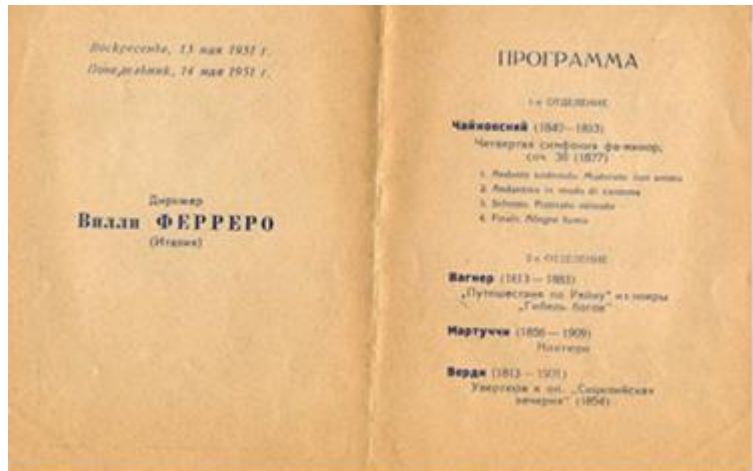 Воскресенье, 13 мая 1951 г.
Понедельник, 14 мая 1951 г.
Дирижер
Вилли ФЕРРЕРО
(Италия)
ПРОГРАММА
1-е ОТДЕЛЕНИЕ
Чайковский (1840—1893)
Четвертая симфония фа-минор,
соч. 36 (1877)
1. Andante sostenuto. Moderato con anima
2. Andantino in modo di canzona
3. Scherzo. Pizzicato ostinato
4. Finale. Allegro
2-е ОТДЕЛЕНИЕ
Вагнер (1813—1883)
„Путешествие по Рейну“ из оперы
„Гибель богов“
Мартуччи (1856—1909)
Ноктюрн
Верди (1813—1901)
Увертюра к оп. „Сицилийская
вечерня“ (1854)